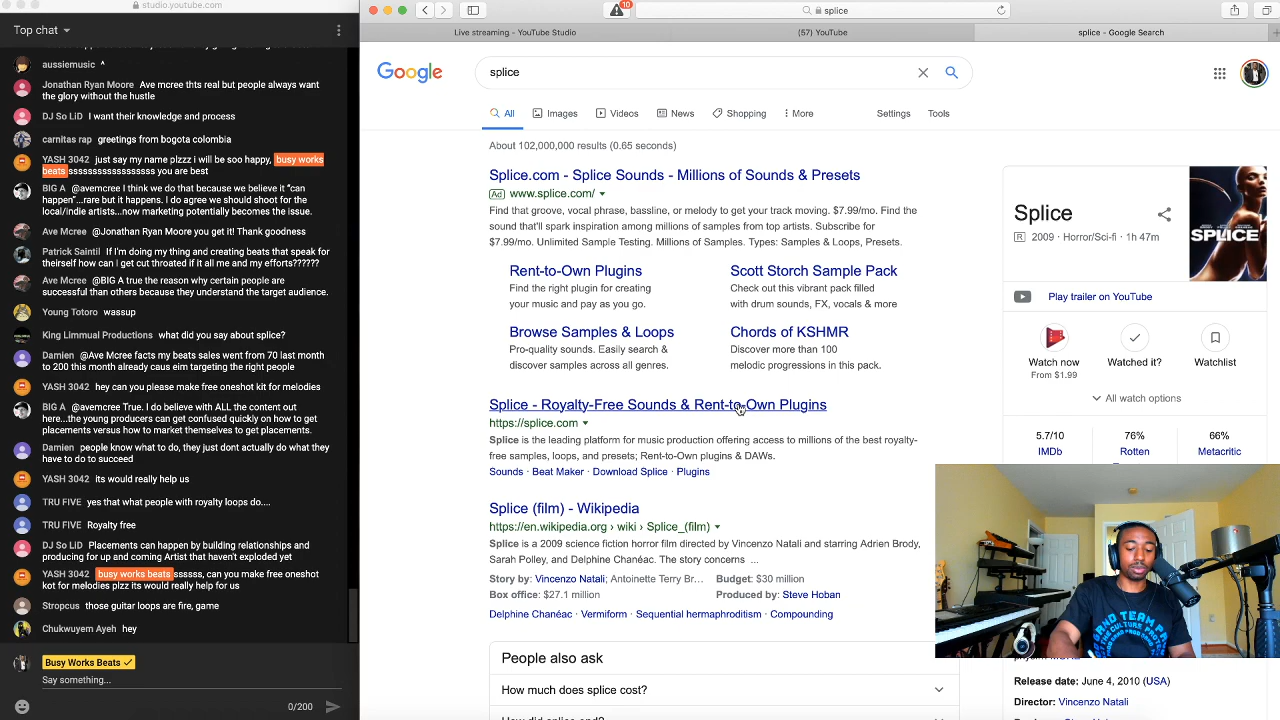 studio.youtube.com
Top chat
aussiemusic ^
Jonathan Ryan Moore Ave mcree thts real but people always want
the glory without the hustle
DJ So LiD I want their knowledge and process
carnitas rap greetings from bogota colombia
YASH 3042 just say my name plzzz i will be soo happy, busy works
beats sssssssssssssssss you are best
BIG A @avemcree I think we do that because we believe it “can
happen”...rare but it happens. I do agree we should shoot for the
local/indie artists...now marketing potentially becomes the issue.
Ave Mcree @Jonathan Ryan Moore you get it! Thank goodness
Patrick Saintil If I'm doing my thing and creating beats that speak for
theirself how can I get cut throated if it all me and my efforts??????
Ave Mcree @BIG A true the reason why certain people are
successful than others because they understand the target audience.
Young Totoro wassup
King Limmual Productions what did you say about splice?
Damien @Ave Mcree facts my beats sales went from 70 last month
to 200 this month already caus eim targeting the right people
YASH 3042 hey can you please make free oneshot kit for melodies
BIG A @avemcree True. I do believe with ALL the content out
here...the young producers can get confused quickly on how to get
placements versus how to market themselves to get placements.
Damien people know what to do, they just dont actually do what they
have to do to succeed
YASH 3042 its would really help us
TRU FIVE yes that what people with royalty loops do....
TRU FIVE Royalty free
DJ So LiD Placements can happen by building relationships and
producing for up and coming Artist that haven't exploded yet
YASH 3042 busy works beats ssssss, can you make free oneshot
kot for melodies plzz its would really help for us
Stropcus those guitar loops are fire, game
Chukwuyem Ayeh hey
Busy Works Beats
Say something...
0/200
10
splice
Live streaming - YouTube Studio
(57) YouTube
splice - Google Search
Google
splice
All
Images
Videos
News
Shopping
More
Settings
Tools
About 102,000,000 results (0.65 seconds)
Splice.com - Splice Sounds - Millions of Sounds & Presets
Ad www.splice.com/
Find that groove, vocal phrase, bassline, or melody to get your track moving. $7.99/mo. Find the
sound that'll spark inspiration among millions of samples from top artists. Subscribe for
$7.99/mo. Unlimited Sample Testing. Millions of Samples. Types: Samples & Loops, Presets.
Rent-to-Own Plugins
Find the right plugin for creating
your music and pay as you go.
Scott Storch Sample Pack
Check out this vibrant pack filled
with drum sounds, FX, vocals & more
Browse Samples & Loops
Pro-quality sounds. Easily search &
discover samples across all genres.
Chords of KSHMR
Discover more than 100
melodic progressions in this pack.
Splice - Royalty-Free Sounds & Rent-to-Own Plugins
https://splice.com
Splice is the leading platform for music production offering access to millions of the best royalty-
free samples, loops, and presets; Rent-to-Own plugins & DAWs.
Sounds · Beat Maker · Download Splice · Plugins
Splice (film) - Wikipedia
https://en.wikipedia.org › wiki › Splice_(film)
Splice is a 2009 science fiction horror film directed by Vincenzo Natali and starring Adrien Brody,
Sarah Polley, and Delphine Chanéac. The story concerns ...
Story by: Vincenzo Natali; Antoinette Terry Br...
Budget: $30 million
Box office: $27.1 million
Produced by: Steve Hoban
Delphine Chanéac · Vermiform · Sequential hermaphroditism · Compounding
People also ask
How much does splice cost?
Splice
R 2009 ‧ Horror/Sci-fi ‧ 1h 47m
SPLICE
Play trailer on YouTube
Watch now
From $1.99
Watched it?
Watchlist
All watch options
5.7/10
IMDb
76%
Rotten
66%
Metacritic
Release date: June 4, 2010 (USA)
Director: Vincenzo Natali